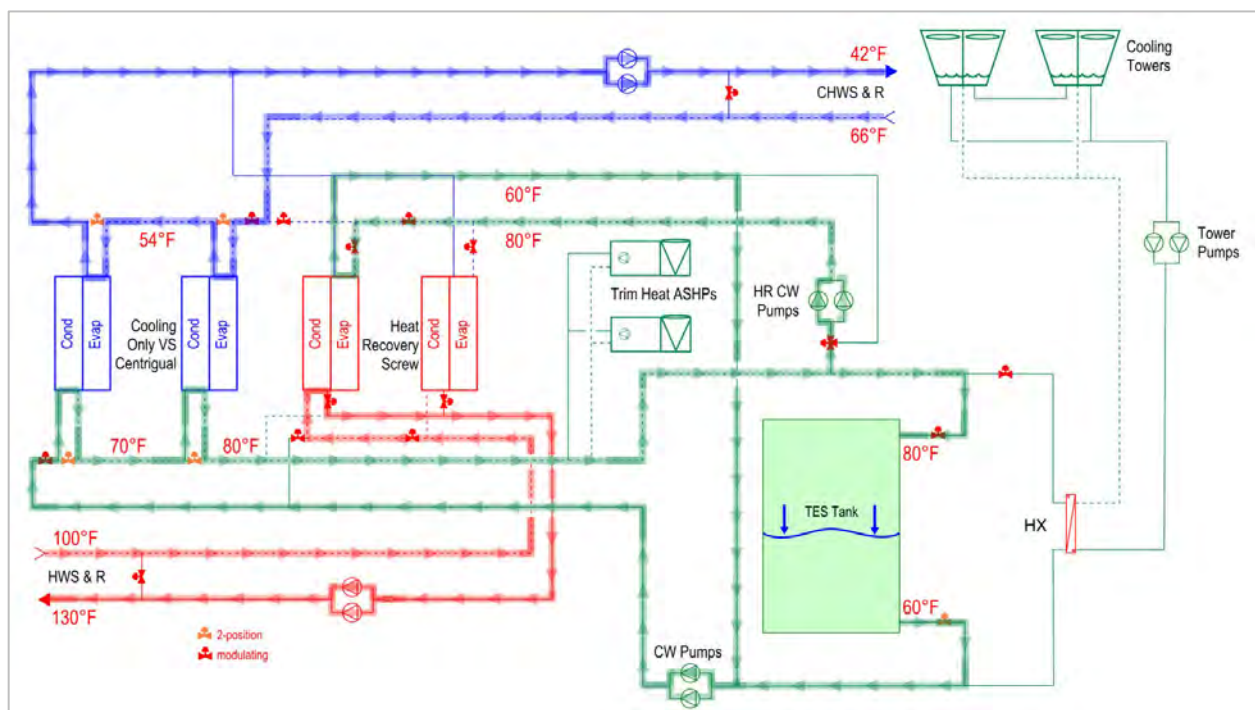 42°F
CHWS & R
66°F
Cooling
Towers
60°F
54°F
80°F
Tower
Pumps
Trim Heat ASHPs
HR CW
Pumps
Cond
Evap
Cooling
Only VS
Centrigual
Cond
Evap
Heat
Recovery
Screw
Cond
Evap
Cond
Evap
70°F
80°F
80°F
TES Tank
HX
100°F
HWS & R
130°F
60°F
2-position
modulating
CW Pumps